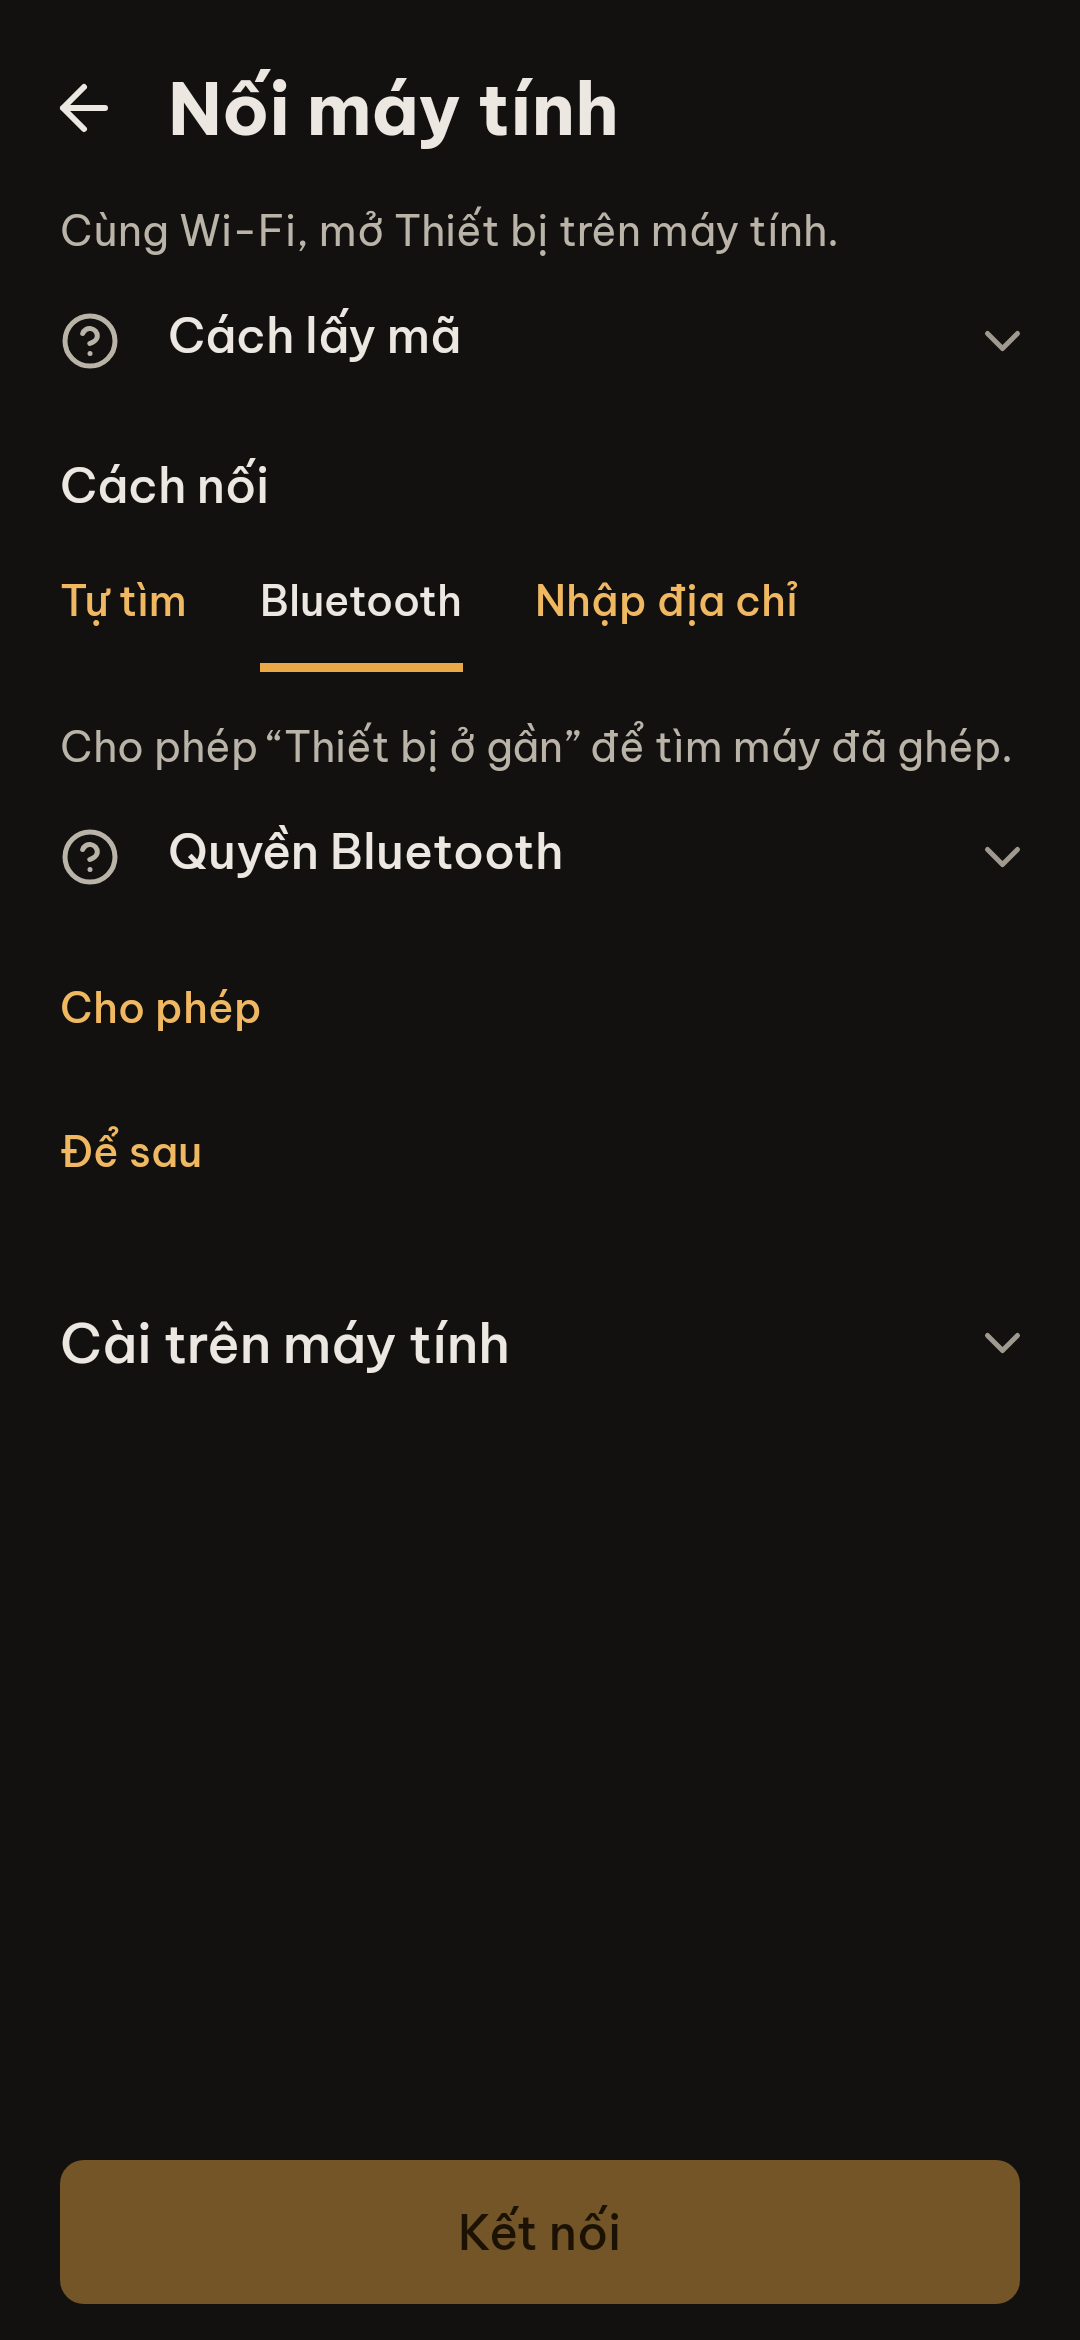 Nối máy tính
Cùng Wi-Fi, mở Thiết bị trên máy tính.
Cách lấy mã
Cách nối
Tự tìm
Bluetooth
Nhập địa chỉ
Cho phép “Thiết bị ở gần” để tìm máy đã ghép.
Quyền Bluetooth
Cho phép
Để sau
Cài trên máy tính
Kết nối